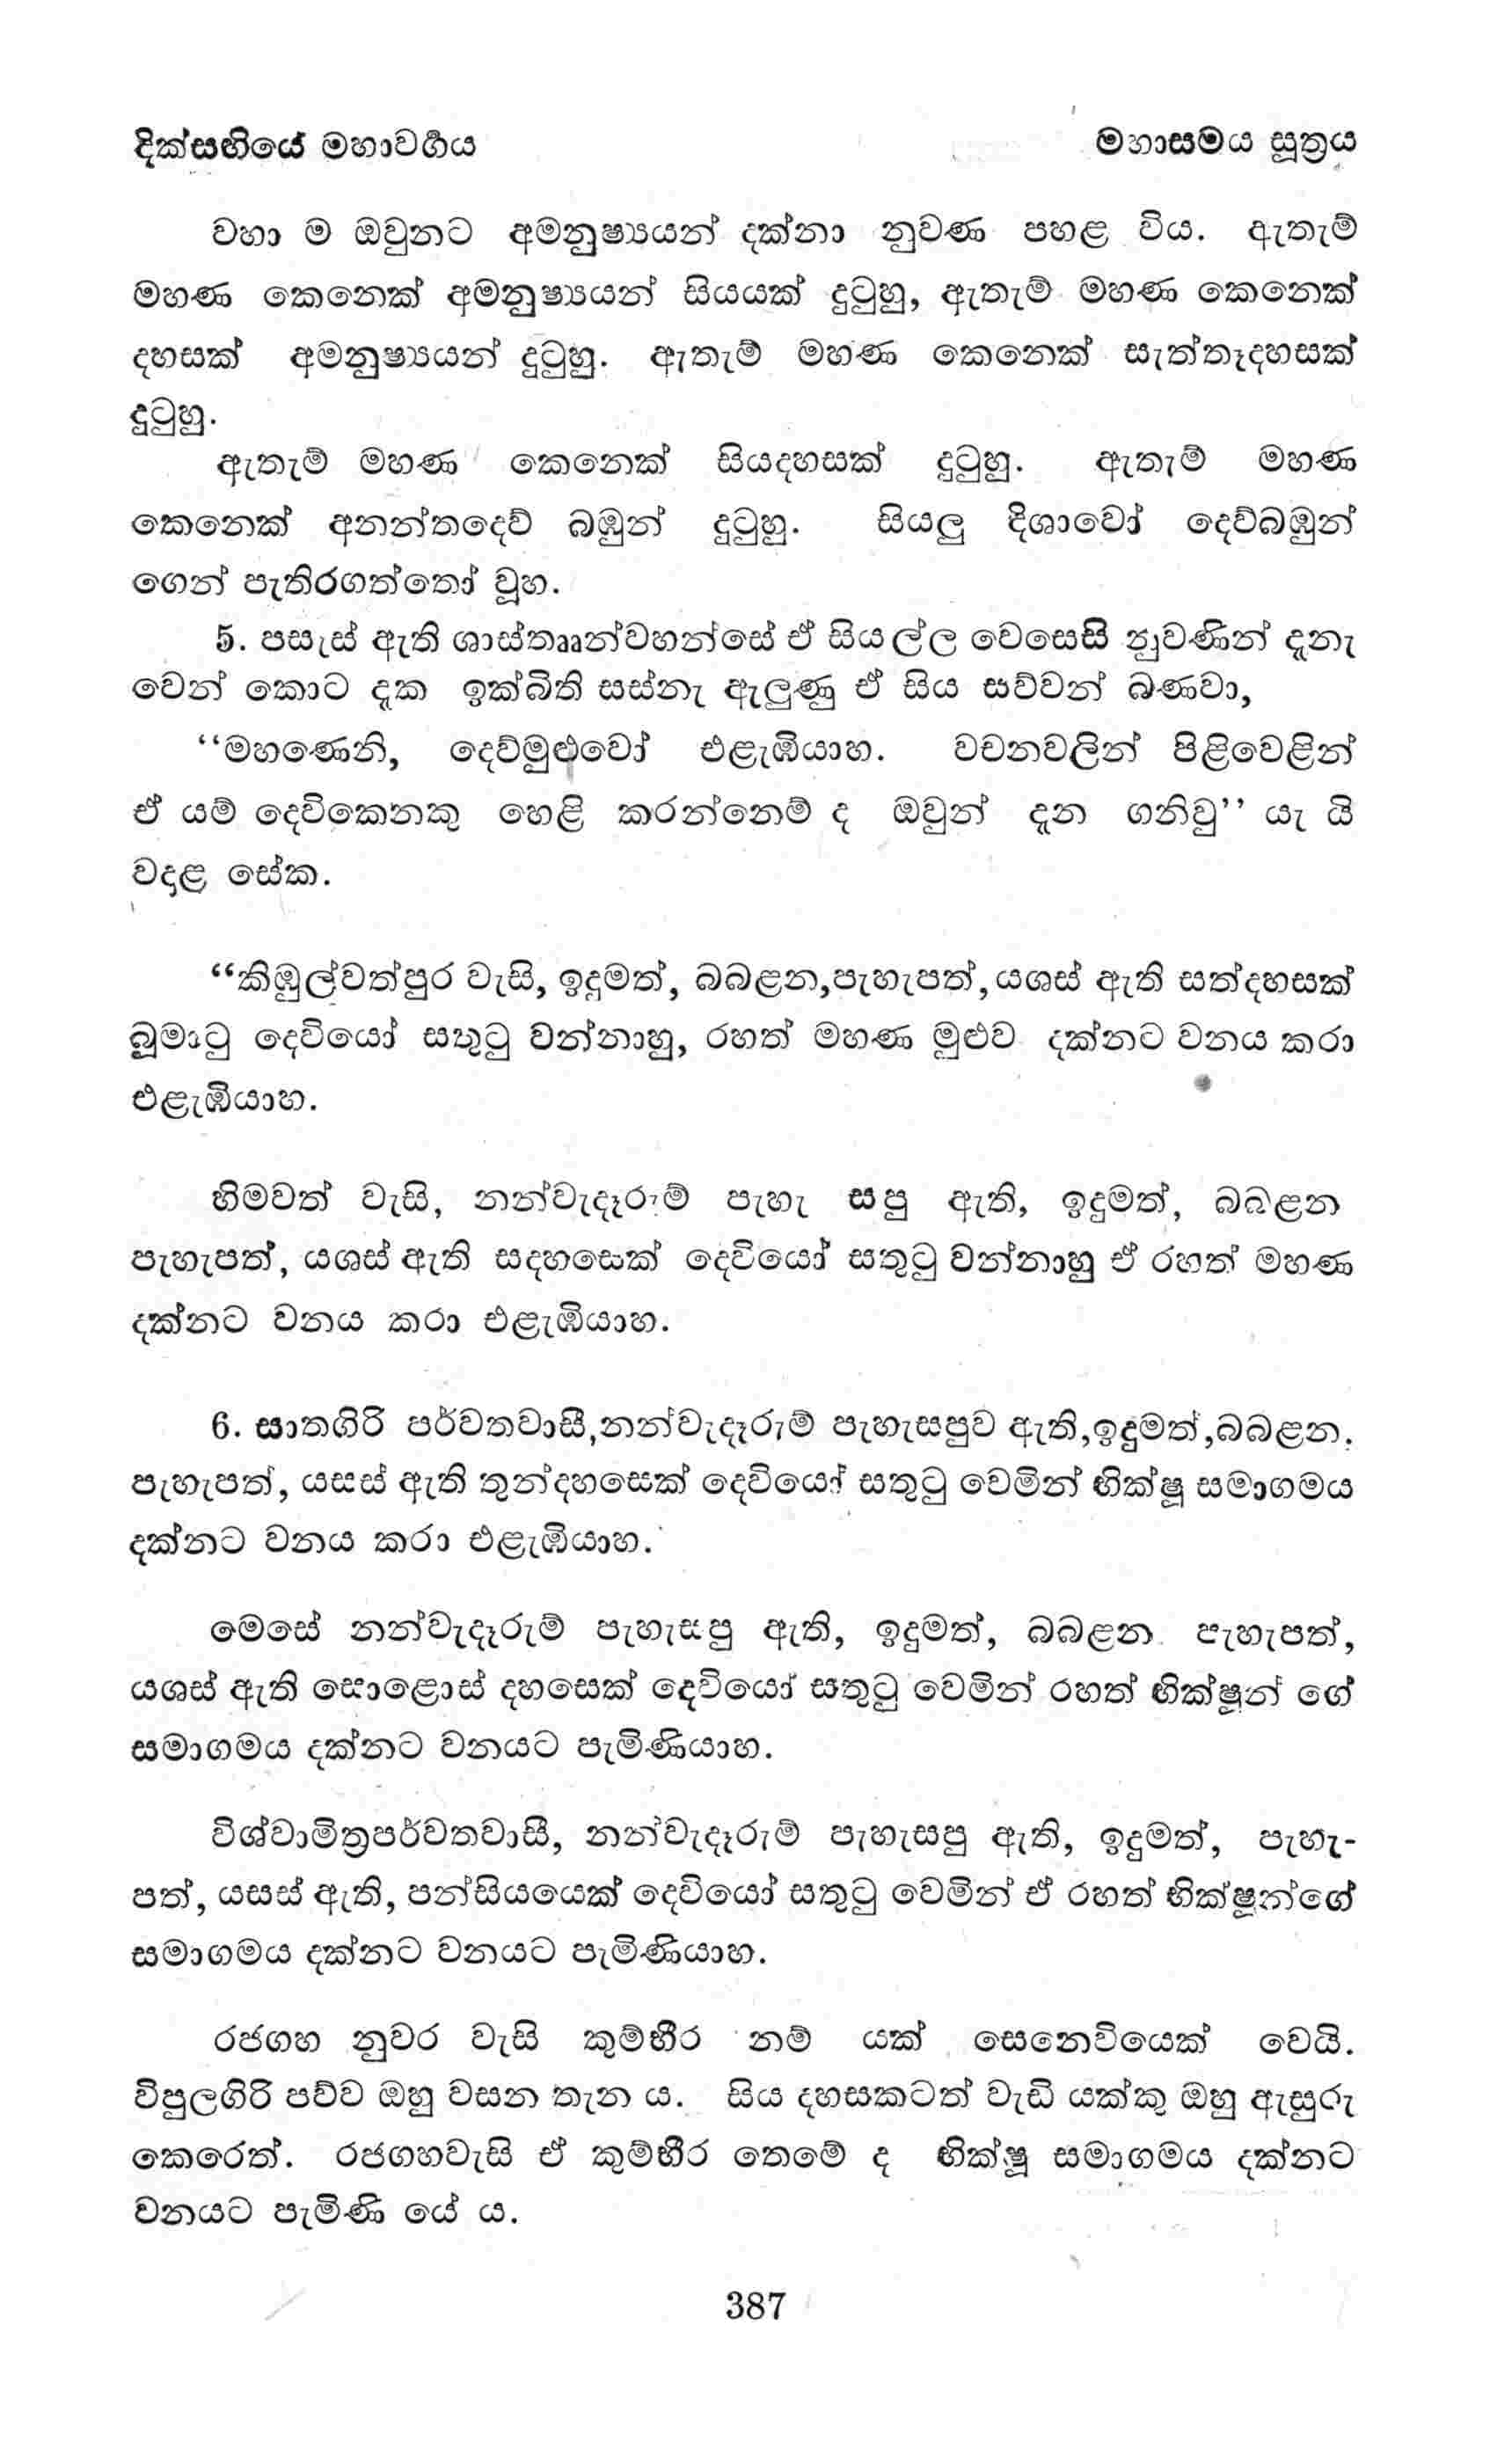 දික්සඟියේ මහාවර්‍ගය
මහාසමය සූත්‍රය
වහා ම ඔවුනට අමනුෂ්‍යයන් දක්නා නුවණ පහළ විය. ඇතැම්
මහණ කෙනෙක් අමනුෂ්‍යයන් සියයක් දුටුහු, ඇතැම් මහණ කෙනෙක්
දහසක් අමනුෂ්‍යයන් දුටුහු. ඇතැම් මහණ කෙනෙක් සැත්තෑදහසක්
දුටුහු.
ඇතැම් මහණ කෙනෙක් සියදහසක් දුටුහු. ඇතැම් මහණ
කෙනෙක් අනන්තදෙව් බඹුන් දුටුහු. සියලු දිශාවෝ දෙව්බඹුන්
ගෙන් පැතිරගත්තෝ වූහ.
5. පසැස් ඇති ශාස්තෲන්වහන්සේ ඒ සියල්ල වෙසෙසි නුවණින් දැනැ
වෙන් කොට දැක ඉක්බිති සස්නැ ඇලුණු ඒ සිය සව්වන් බණවා,
“මහණෙනි, දෙව්මුළුවෝ එළැඹියාහ. වචනවලින් පිළිවෙළින්
ඒ යම් දෙවිකෙනකු හෙළි කරන්නෙම් ද ඔවුන් දැන ගනිවු” යැ යි
වදාළ සේක.
“කිඹුල්වත්පුර වැසි, ඉදුමත්, බබළන,පැහැපත්,යශස් ඇති සත්දහසක්
බූමාටු දෙවියෝ සතුටු වන්නාහු, රහත් මහණ මුළුව දක්නට වනය කරා
එළැඹියාහ.
හිමවත් වැසි, නන්වැදෑරුම් පැහැ සපු ඇති, ඉදුමත්, බබළන
පැහැපත්, යශස් ඇති සදහසෙක් දෙවියෝ සතුටු වන්නාහු ඒ රහත් මහණ
දක්නට වනය කරා එළැඹියාහ.
6. සාතගිරි පර්වතවාසී,නන්වැදෑරුම් පැහැසපුව ඇති,ඉදුමත්,බබළන,
පැහැපත්, යසස් ඇති තුන්දහසෙක් දෙවියෝ සතුටු වෙමින් භික්ෂු සමාගමය
දක්නට වනය කරා එළැඹියාහ.
මෙසේ නන්වැදෑරුම් පැහැසපු ඇති, ඉදුමත්, බබළන පැහැපත්,
යශස් ඇති සොළොස් දහසෙක් දෙවියෝ සතුටු වෙමින් රහත් භික්ෂූන් ගේ
සමාගමය දක්නට වනයට පැමිණියාහ.
විශ්වාමිත්‍රපර්වතවාසී, නන්වැදෑරුම් පැහැසපු ඇති, ඉදුමත්, පැහැ-
පත්, යසස් ඇති, පන්සියයෙක් දෙවියෝ සතුටු වෙමින් ඒ රහත් භික්ෂූන්ගේ
සමාගමය දක්නට වනයට පැමිණියාහ.
රජගහ නුවර වැසි කුම්භීර නම් යක් සෙනෙවියෙක් වෙයි.
විපුලගිරි පව්ව ඔහු වසන තැන ය. සිය දහසකටත් වැඩි යක්කු ඔහු ඇසුරු
කෙරෙත්. රජගහවැසි ඒ කුම්භීර තෙමේ ද භික්ෂු සමාගමය දක්නට
වනයට පැමිණි යේ ය.
387